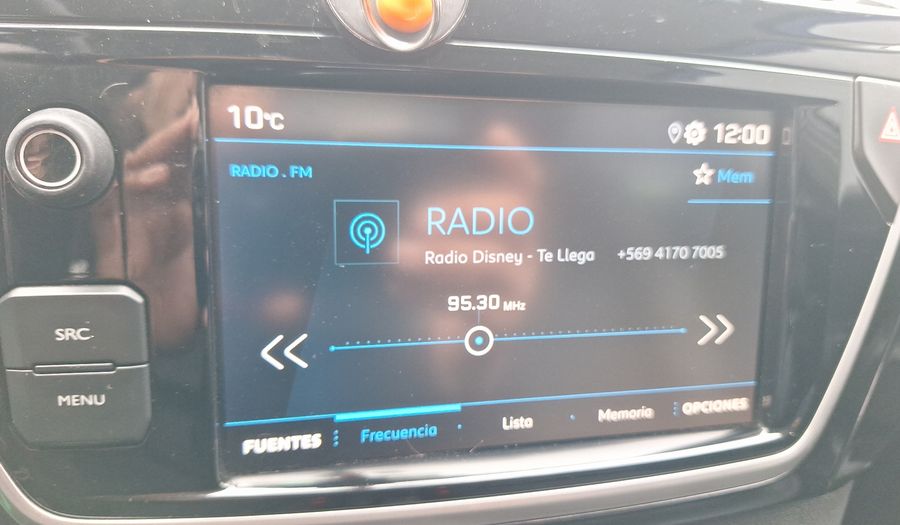 10°C
12:00
RADIO . FM
Mem
RADIO
Radio Disney - Te Llega +569 4170 7005
95.30 MHz
SRC
MENU
FUENTES Frecuencia Lista Memoria OPCIONES